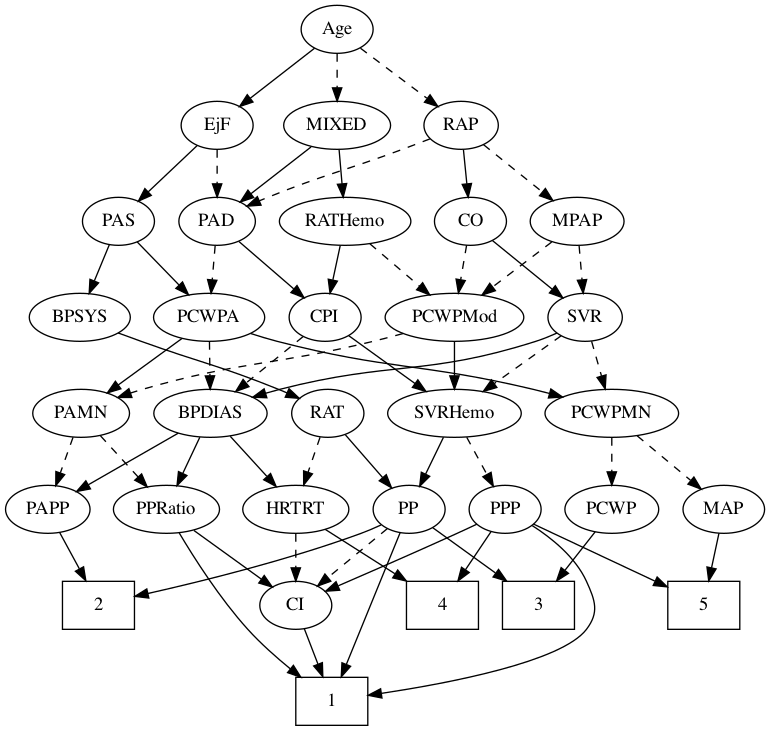 Age
EjF
MIXED
RAP
PAS
PAD
RATHemo
CO
MPAP
BPSYS
PCWPA
CPI
PCWPMod
SVR
PAMN
BPDIAS
RAT
SVRHemo
PCWPMN
PAPP
PPRatio
HRTRT
PP
PPP
PCWP
MAP
2
CI
4
3
5
1